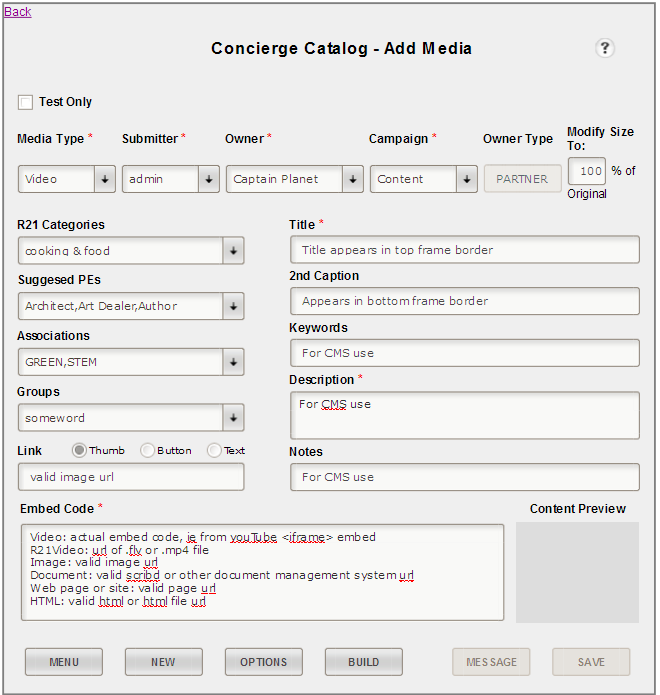 Back
Concierge Catalog - Add Media
?
Test Only
Media Type * Submitter * Owner * Campaign * Owner Type Modify Size To:
Video admin Captain Planet Content PARTNER 100 % of Original
R21 Categories
cooking & food
Suggesed PEs
Architect,Art Dealer,Author
Associations
GREEN,STEM
Groups
someword
Link Thumb Button Text
valid image url
Title *
Title appears in top frame border
2nd Caption
Appears in bottom frame border
Keywords
For CMS use
Description *
For CMS use
Notes
For CMS use
Embed Code *
Video: actual embed code, ie from youTube <iframe> embed
R21Video: url of .flv or .mp4 file
Image: valid image url
Document: valid scribd or other document management system url
Web page or site: valid page url
HTML: valid html or html file url
Content Preview
MENU NEW OPTIONS BUILD MESSAGE SAVE